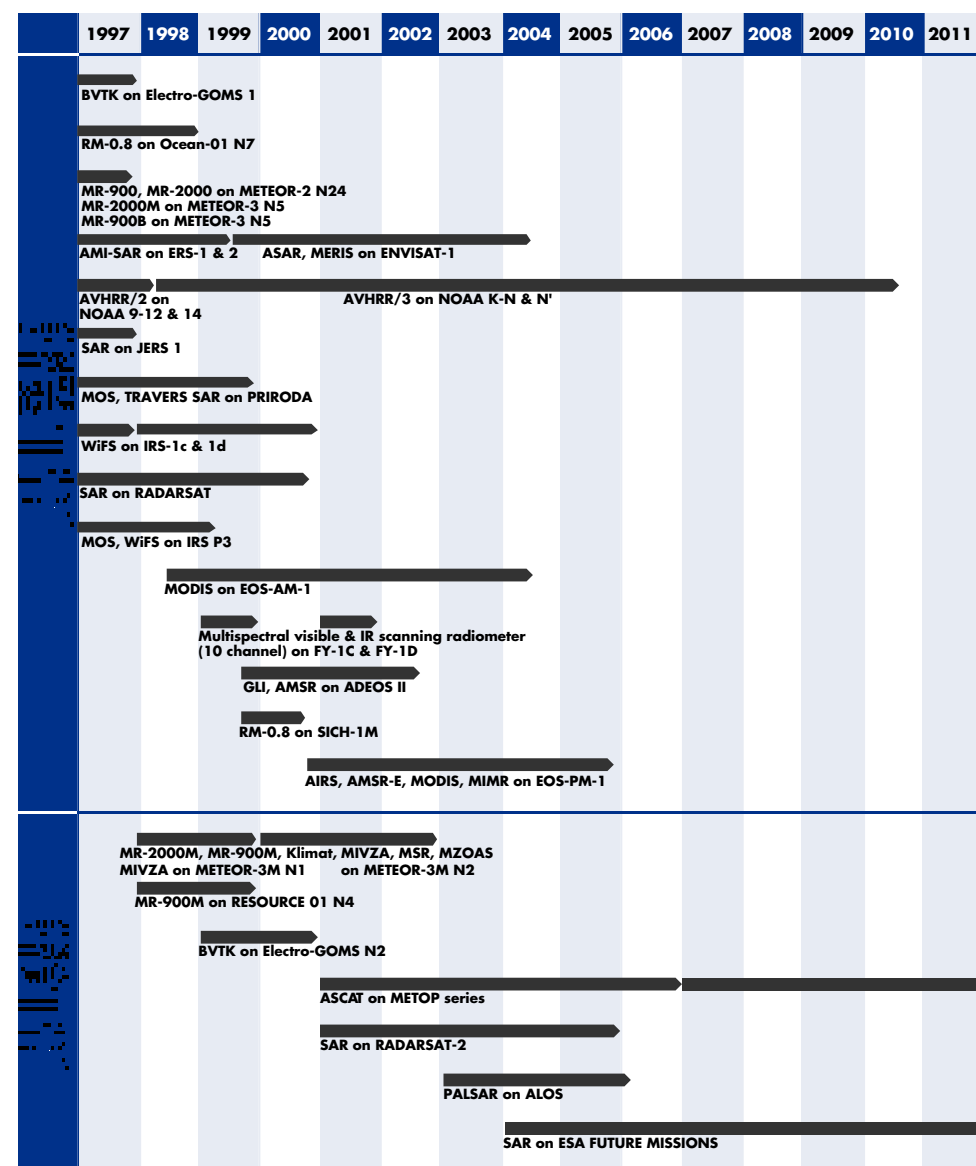 1997 1998 1999 2000 2001 2002 2003 2004 2005 2006 2007 2008 2009 2010 2011
BVTK on Electro-GOMS 1
RM-0.8 on Ocean-01 N7
MR-900, MR-2000 on METEOR-2 N24
MR-2000M on METEOR-3 N5
MR-900B on METEOR-3 N5
AMI-SAR on ERS-1 & 2 ASAR, MERIS on ENVISAT-1
AVHRR/2 on AVHRR/3 on NOAA K-N & N'
NOAA 9-12 & 14
SAR on JERS 1
MOS, TRAVERS SAR on PRIRODA
WiFS on IRS-1c & 1d
SAR on RADARSAT
MOS, WiFS on IRS P3
MODIS on EOS-AM-1
Multispectral visible & IR scanning radiometer
(10 channel) on FY-1C & FY-1D
GLI, AMSR on ADEOS II
RM-0.8 on SICH-1M
AIRS, AMSR-E, MODIS, MIMR on EOS-PM-1
MR-2000M, MR-900M, Klimat, MIVZA, MSR, MZOAS
MIVZA on METEOR-3M N1 on METEOR-3M N2
MR-900M on RESOURCE 01 N4
BVTK on Electro-GOMS N2
ASCAT on METOP series
SAR on RADARSAT-2
PALSAR on ALOS
SAR on ESA FUTURE MISSIONS